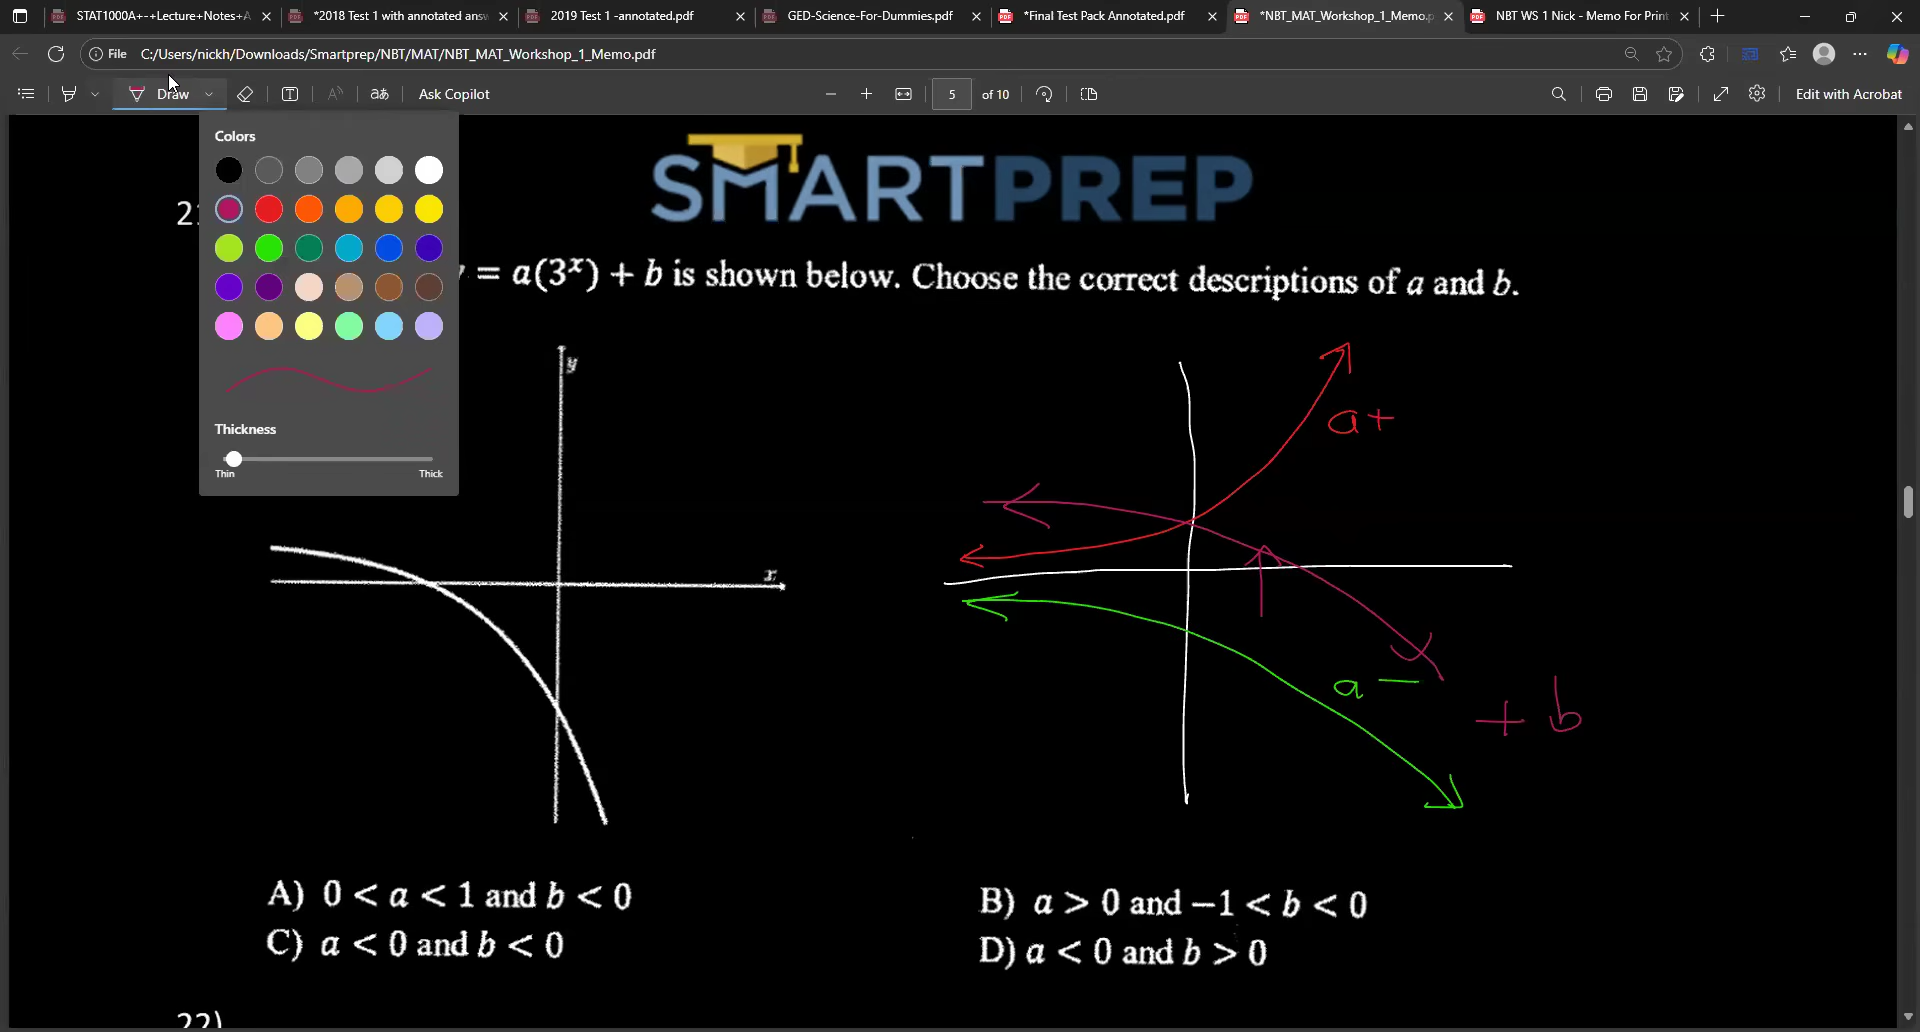 STAT1000A+-+Lecture+Notes+A
*2018 Test 1 with annotated answ
2019 Test 1 -annotated.pdf
GED-Science-For-Dummies.pdf
*Final Test Pack Annotated.pdf
*NBT_MAT_Workshop_1_Memo.p
NBT WS 1 Nick - Memo For Print
File C:/Users/nickh/Downloads/Smartprep/NBT/MAT/NBT_MAT_Workshop_1_Memo.pdf
Draw
Ask Copilot
5 of 10
Edit with Acrobat
Colors
Thickness
Thin Thick
SMARTPREP
= a(3ˣ) + b is shown below. Choose the correct descriptions of a and b.
y
x
a+
a −
+ b
A) 0 < a < 1 and b < 0
B) a > 0 and −1 < b < 0
C) a < 0 and b < 0
D) a < 0 and b > 0
22)